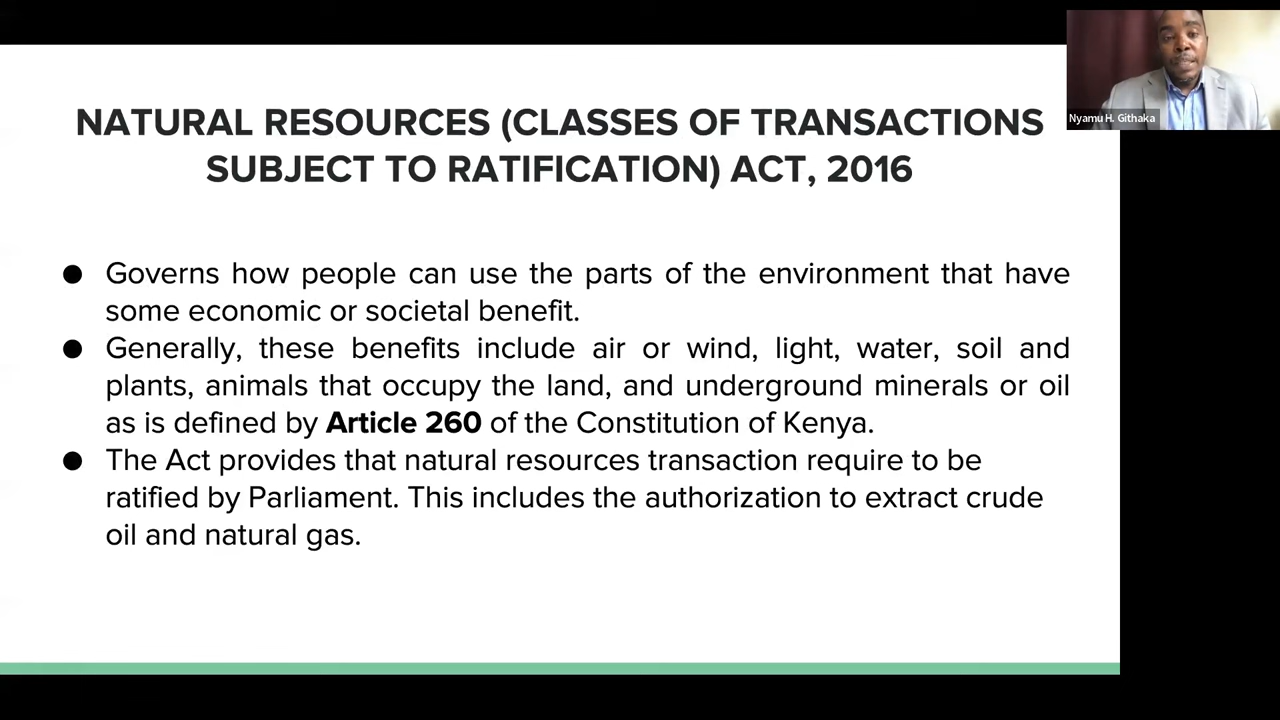 NATURAL RESOURCES (CLASSES OF TRANSACTIONS
SUBJECT TO RATIFICATION) ACT, 2016
● Governs how people can use the parts of the environment that have
some economic or societal benefit.
● Generally, these benefits include air or wind, light, water, soil and
plants, animals that occupy the land, and underground minerals or oil
as is defined by Article 260 of the Constitution of Kenya.
● The Act provides that natural resources transaction require to be
ratified by Parliament. This includes the authorization to extract crude
oil and natural gas.
Nyamu H. Githaka